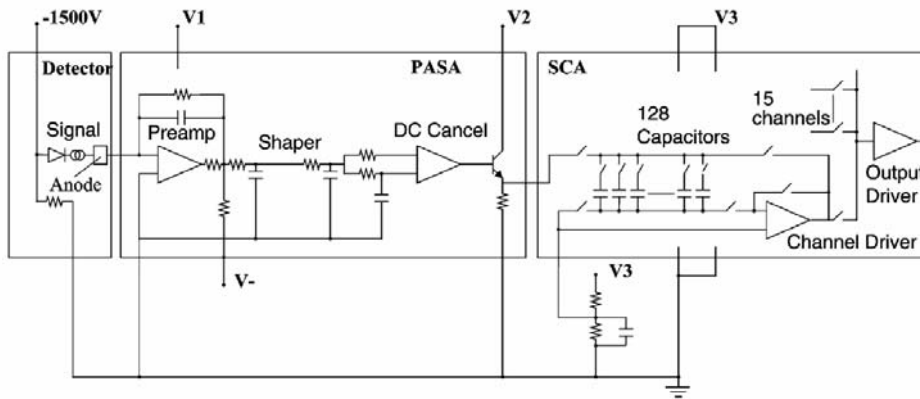 -1500V
V1
V2
V3
Detector
PASA
SCA
Signal
Anode
Preamp
Shaper
DC Cancel
128
Capacitors
15
channels
Output
Driver
Channel Driver
V-
V3